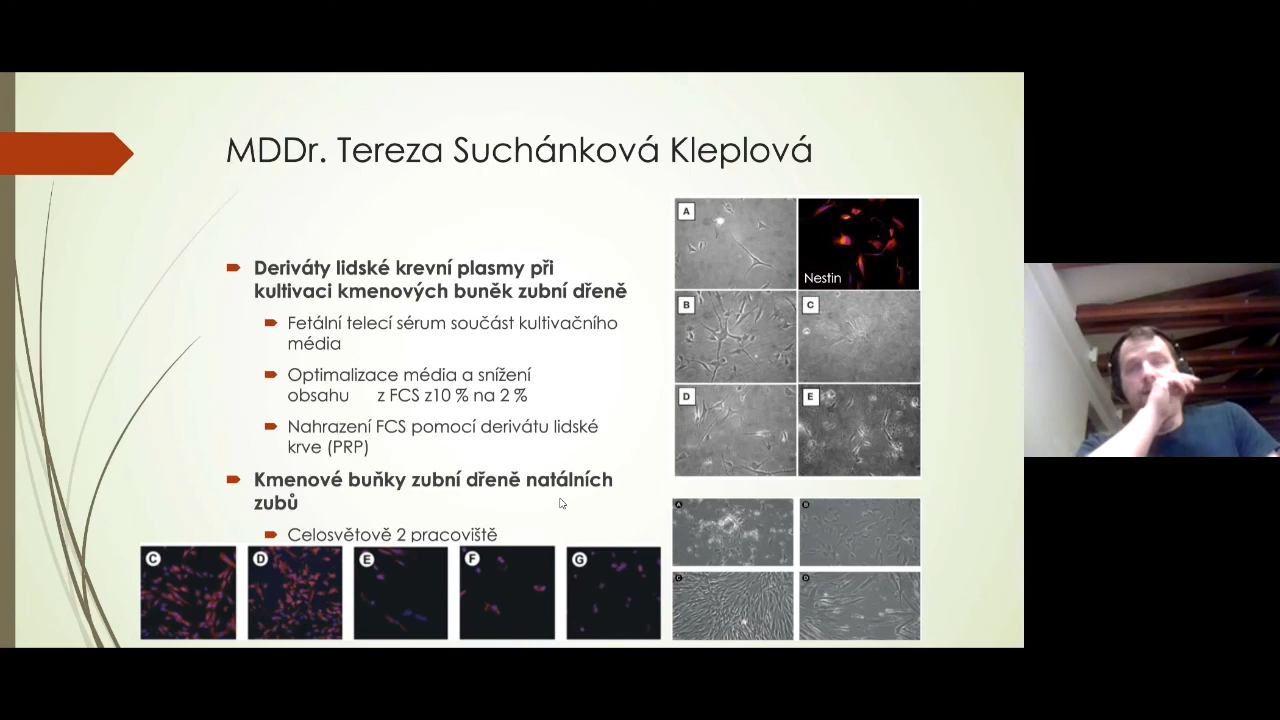 MDDr. Tereza Suchánková Kleplová
Deriváty lidské krevní plasmy při
kultivaci kmenových buněk zubní dřeně
Fetální telecí sérum součást kultivačního
média
Optimalizace média a snížení
obsahu z FCS z10 % na 2 %
Nahrazení FCS pomocí derivátu lidské
krve (PRP)
Kmenové buňky zubní dřeně natálních
zubů
Celosvětově 2 pracoviště
A
Nestin
B C
D E
A B
C D
C D E F G